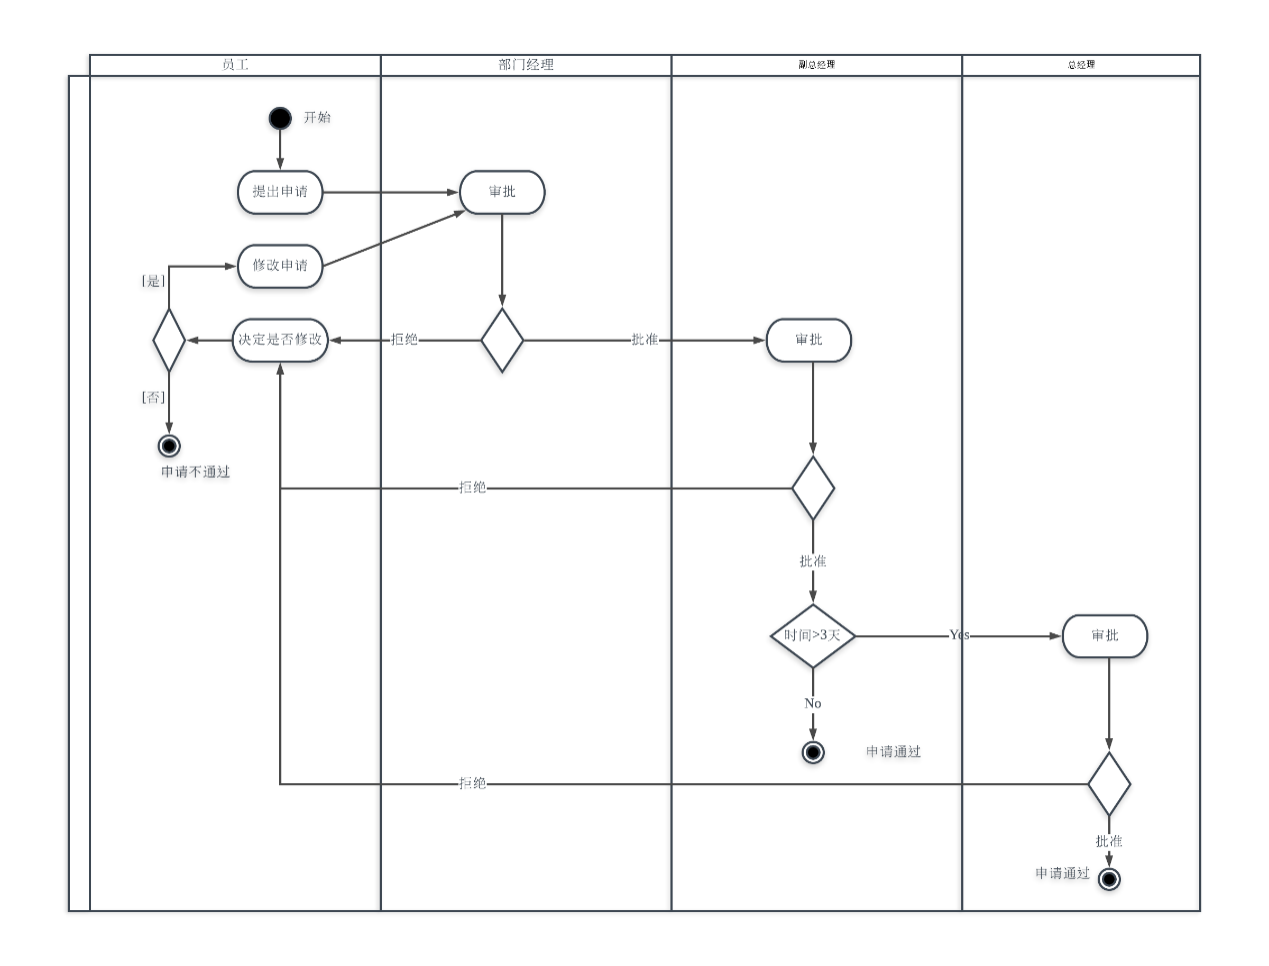 员工
部门经理
副总经理
总经理
开始
提出申请
审批
修改申请
[是]
决定是否修改
拒绝
批准
审批
[否]
申请不通过
拒绝
批准
时间>3天
Yes
审批
No
申请通过
拒绝
批准
申请通过